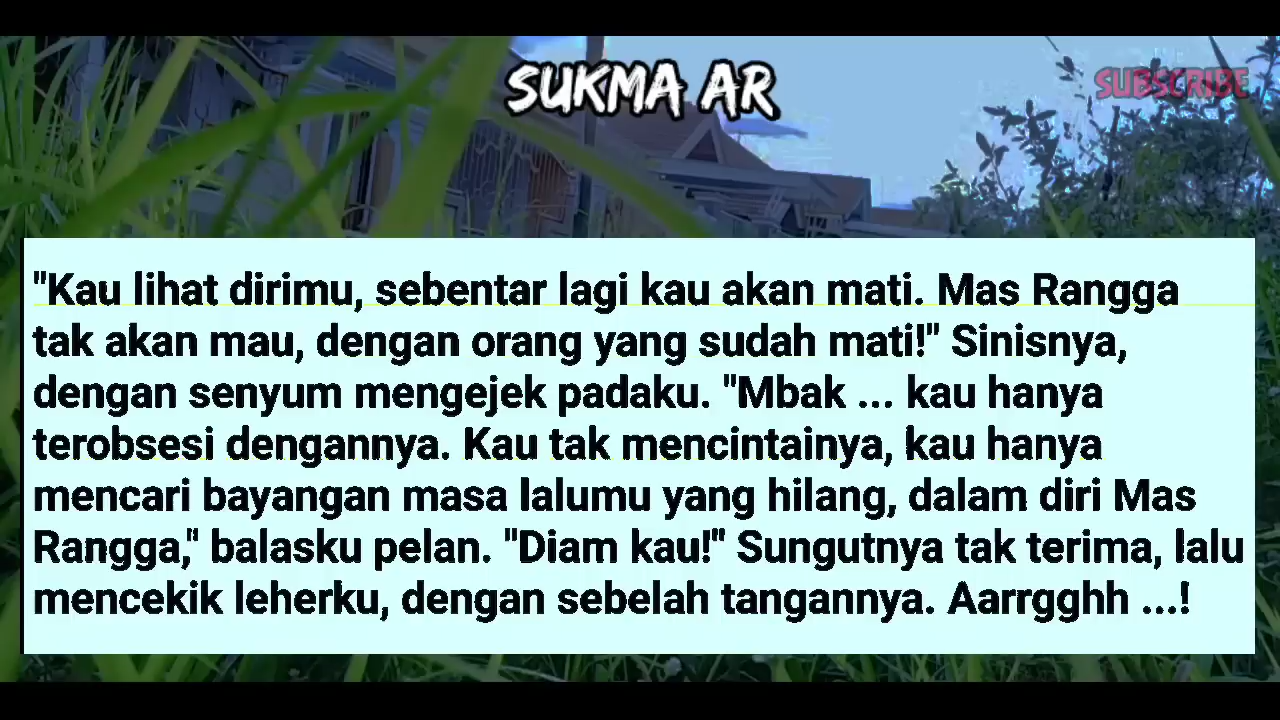 SUKMA AR
SUBSCRIBE
"Kau lihat dirimu, sebentar lagi kau akan mati. Mas Rangga
tak akan mau, dengan orang yang sudah mati!" Sinisnya,
dengan senyum mengejek padaku. "Mbak ... kau hanya
terobsesi dengannya. Kau tak mencintainya, kau hanya
mencari bayangan masa lalumu yang hilang, dalam diri Mas
Rangga," balasku pelan. "Diam kau!" Sungutnya tak terima, lalu
mencekik leherku, dengan sebelah tangannya. Aarrgghh ...!